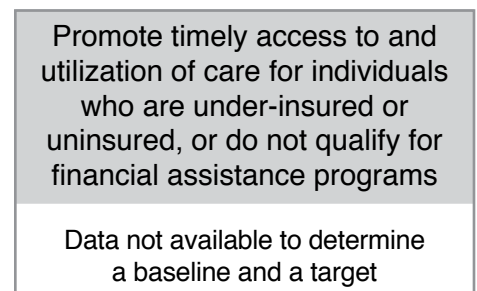 Promote timely access to and
utilization of care for individuals
who are under-insured or
uninsured, or do not qualify for
financial assistance programs
Data not available to determine
a baseline and a target